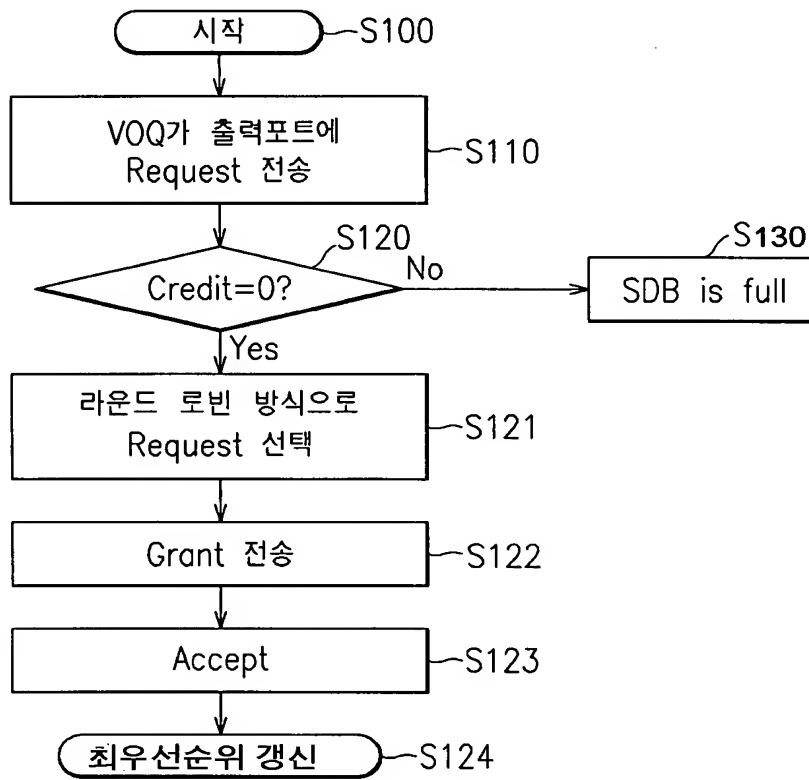 시작
S100
VOQ가 출력포트에
Request 전송
S110
S120
Credit=0?
No
S130
SDB is full
Yes
라운드 로빈 방식으로
Request 선택
S121
Grant 전송
S122
Accept
S123
최우선순위 갱신
S124